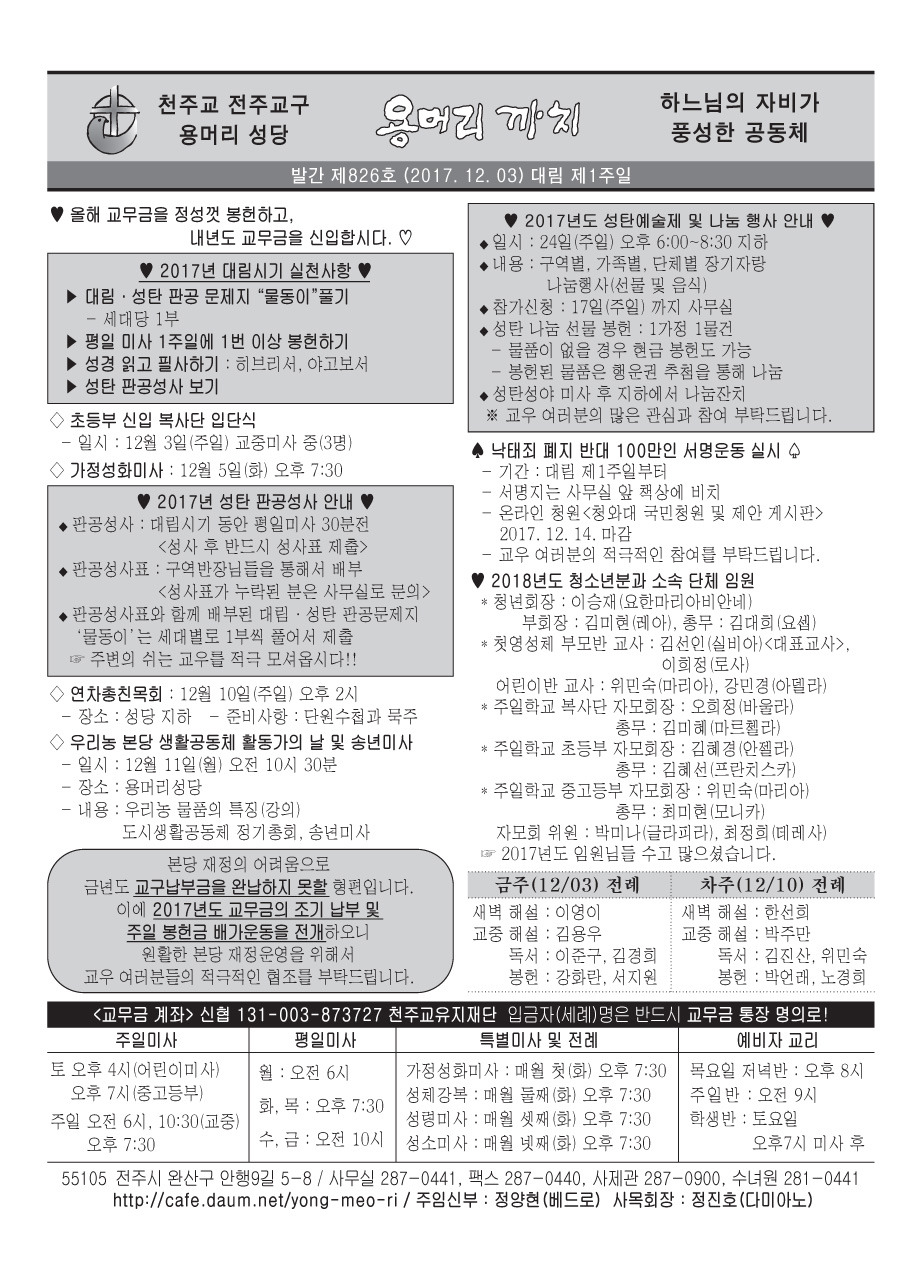 천주교 전주교구
용머리 성당
용머리 까치
하느님의 자비가
풍성한 공동체
발간 제826호 (2017. 12. 03) 대림 제1주일
♥ 올해 교무금을 정성껏 봉헌하고,
내년도 교무금을 신입합시다. ♡
♥ 2017년 대림시기 실천사항 ♥
▶ 대림 · 성탄 판공 문제지 “물동이”풀기
- 세대당 1부
▶ 평일 미사 1주일에 1번 이상 봉헌하기
▶ 성경 읽고 필사하기 : 히브리서, 야고보서
▶ 성탄 판공성사 보기
◇ 초등부 신입 복사단 입단식
- 일시 : 12월 3일(주일) 교중미사 중(3명)
◇ 가정성화미사 : 12월 5일(화) 오후 7:30
♥ 2017년 성탄 판공성사 안내 ♥
◆ 판공성사 : 대림시기 동안 평일미사 30분전
<성사 후 반드시 성사표 제출>
◆ 판공성사표 : 구역반장님들을 통해서 배부
<성사표가 누락된 분은 사무실로 문의>
◆ 판공성사표와 함께 배부된 대림 · 성탄 판공문제지
‘물동이’는 세대별로 1부씩 풀어서 제출
☞ 주변의 쉬는 교우를 적극 모셔옵시다!!
◇ 연차총친목회 : 12월 10일(주일) 오후 2시
- 장소 : 성당 지하 - 준비사항 : 단원수첩과 묵주
◇ 우리농 본당 생활공동체 활동가의 날 및 송년미사
- 일시 : 12월 11일(월) 오전 10시 30분
- 장소 : 용머리성당
- 내용 : 우리농 물품의 특징(강의)
도시생활공동체 정기총회, 송년미사
본당 재정의 어려움으로
금년도 교구납부금을 완납하지 못할 형편입니다.
이에 2017년도 교무금의 조기 납부 및
주일 봉헌금 배가운동을 전개하오니
원활한 본당 재정운영을 위해서
교우 여러분들의 적극적인 협조를 부탁드립니다.
♥ 2017년도 성탄예술제 및 나눔 행사 안내 ♥
◆ 일시 : 24일(주일) 오후 6:00~8:30 지하
◆ 내용 : 구역별, 가족별, 단체별 장기자랑
나눔행사(선물 및 음식)
◆ 참가신청 : 17일(주일) 까지 사무실
◆ 성탄 나눔 선물 봉헌 : 1가정 1물건
- 물품이 없을 경우 현금 봉헌도 가능
- 봉헌된 물품은 행운권 추첨을 통해 나눔
◆ 성탄성야 미사 후 지하에서 나눔잔치
※ 교우 여러분의 많은 관심과 참여 부탁드립니다.
♠ 낙태죄 폐지 반대 100만인 서명운동 실시 ♤
- 기간 : 대림 제1주일부터
- 서명지는 사무실 앞 책상에 비치
- 온라인 청원<청와대 국민청원 및 제안 게시판>
2017. 12. 14. 마감
- 교우 여러분의 적극적인 참여를 부탁드립니다.
♥ 2018년도 청소년분과 소속 단체 임원
* 청년회장 : 이승재(요한마리아비안네)
부회장 : 김미현(레아), 총무 : 김대희(요셉)
* 첫영성체 부모반 교사 : 김선인(실비아)<대표교사>,
이희정(로사)
어린이반 교사 : 위민숙(마리아), 강민경(아델라)
* 주일학교 복사단 자모회장 : 오희정(바울라)
총무 : 김미혜(마르첼라)
* 주일학교 초등부 자모회장 : 김혜경(안젤라)
총무 : 김혜선(프란치스카)
* 주일학교 중고등부 자모회장 : 위민숙(마리아)
총무 : 최미현(모니카)
자모회 위원 : 박미나(글라피라), 최정희(데레사)
☞ 2017년도 임원님들 수고 많으셨습니다.
금주(12/03) 전례
새벽 해설 : 이영이
교중 해설 : 김용우
독서 : 이준구, 김경희
봉헌 : 강화란, 서지원
차주(12/10) 전례
새벽 해설 : 한선희
교중 해설 : 박주만
독서 : 김진산, 위민숙
봉헌 : 박언래, 노경희
<교무금 계좌> 신협 131-003-873727 천주교유지재단 입금자(세례)명은 반드시 교무금 통장 명의로!
주일미사
토 오후 4시(어린이미사)
오후 7시(중고등부)
주일 오전 6시, 10:30(교중)
오후 7:30
평일미사
월 : 오전 6시
화, 목 : 오후 7:30
수, 금 : 오전 10시
특별미사 및 전례
가정성화미사 : 매월 첫(화) 오후 7:30
성체강복 : 매월 둘째(화) 오후 7:30
성령미사 : 매월 셋째(화) 오후 7:30
성소미사 : 매월 넷째(화) 오후 7:30
예비자 교리
목요일 저녁반 : 오후 8시
주일반 : 오전 9시
학생반 : 토요일
오후7시 미사 후
55105 전주시 완산구 안행9길 5-8 / 사무실 287-0441, 팩스 287-0440, 사제관 287-0900, 수녀원 281-0441
http://cafe.daum.net/yong-meo-ri / 주임신부 : 정양현(베드로) 사목회장 : 정진호(다미아노)